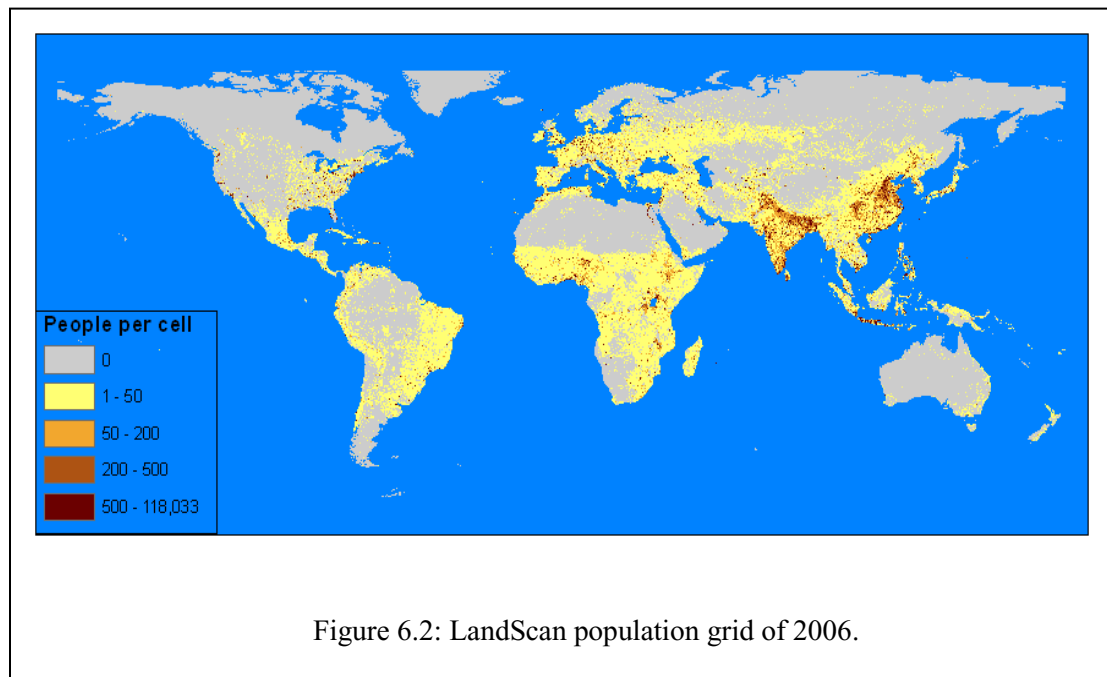 People per cell
0
1 - 50
50 - 200
200 - 500
500 - 118,033
Figure 6.2: LandScan population grid of 2006.